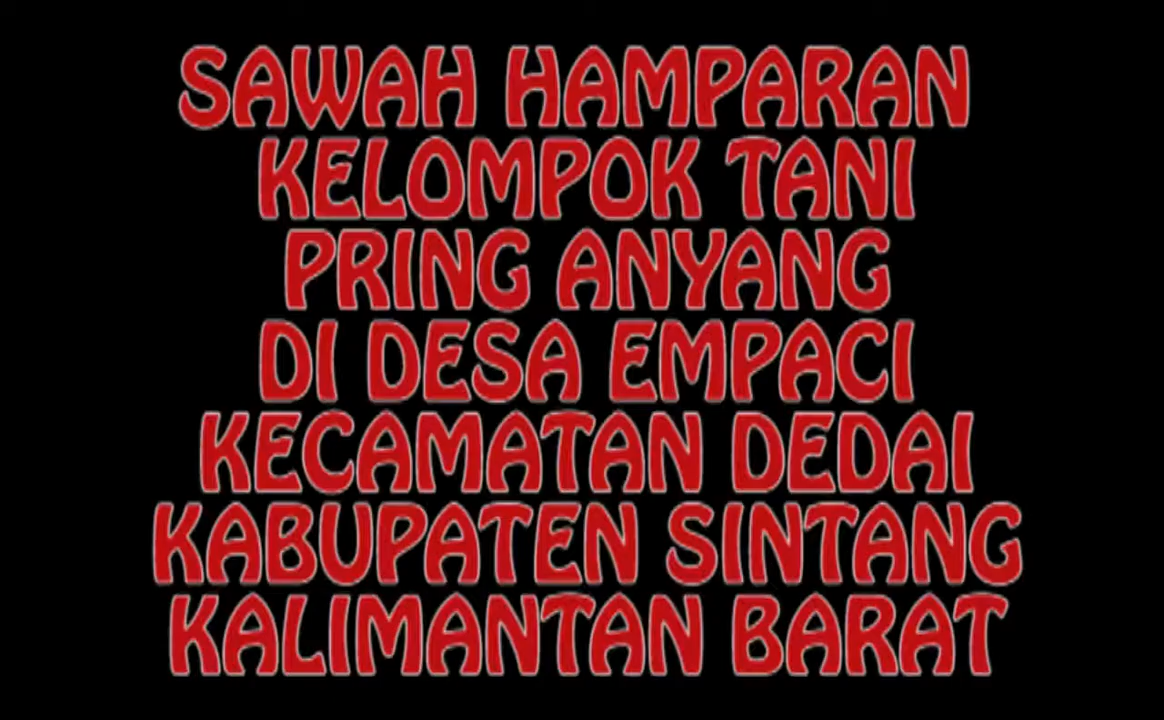 SAWAH HAMPARAN
KELOMPOK TANI
PRING ANYANG
DI DESA EMPACI
KECAMATAN DEDAI
KABUPATEN SINTANG
KALIMANTAN BARAT